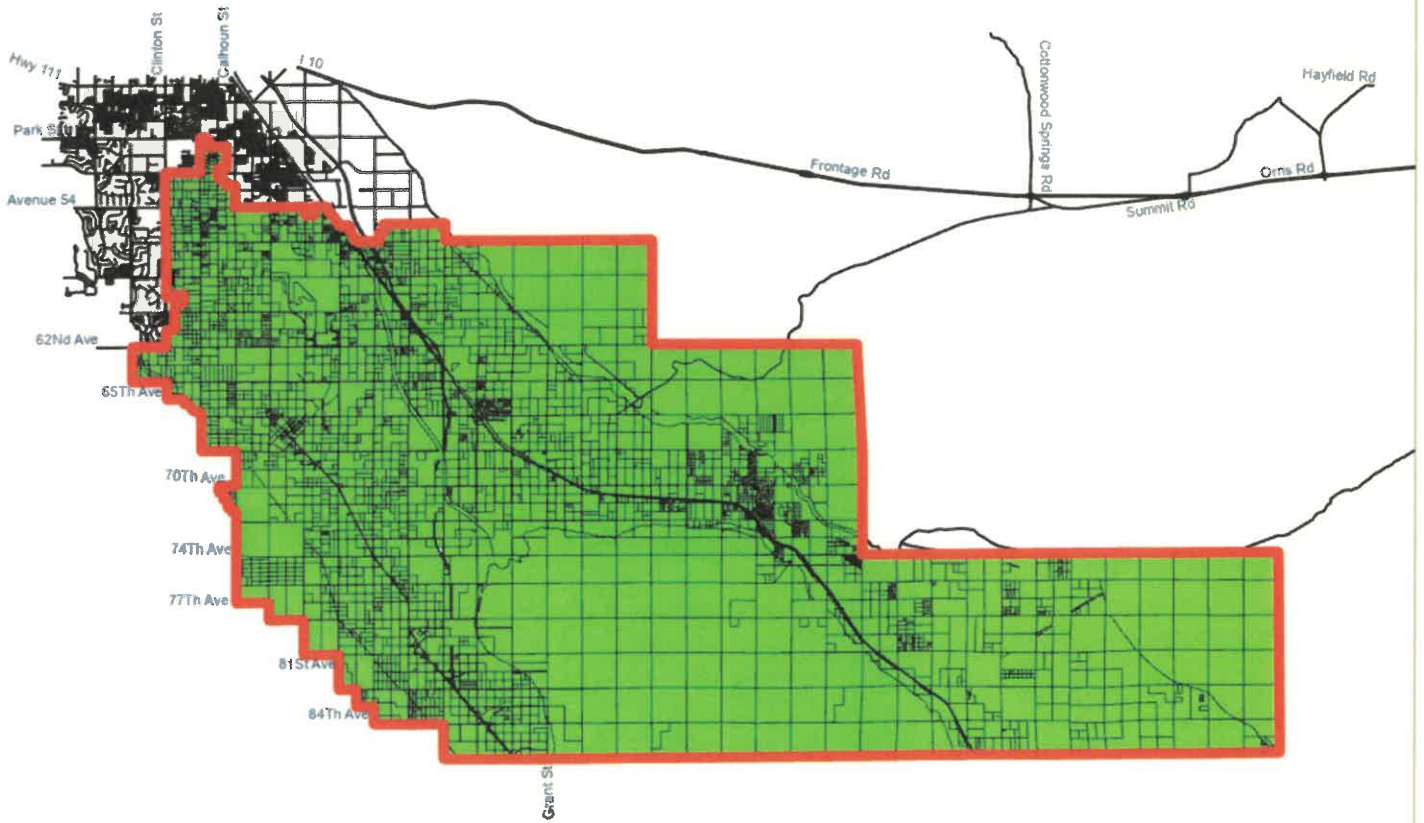 Clinton St
Calhoun St
Hwy 111
I 10
Cottonwood Springs Rd
Hayfield Rd
Park
Avenue 54
Frontage Rd
Orns Rd
Summit Rd
62Nd Ave
65Th Ave
70Th Ave
74Th Ave
77Th Ave
81St Ave
84Th Ave
Grant St